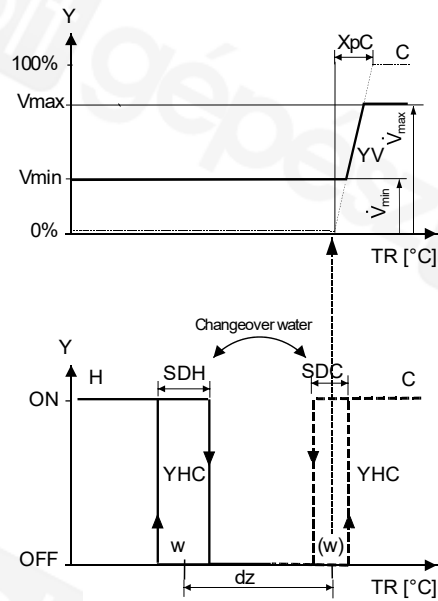 Y
XpC
100%
C
Vmax
YV
V̇max
Vmin
V̇min
0%
TR [°C]
Changeover water
Y
H
SDH
SDC
C
ON
YHC
YHC
w
(w)
OFF
dz
TR [°C]
gépész